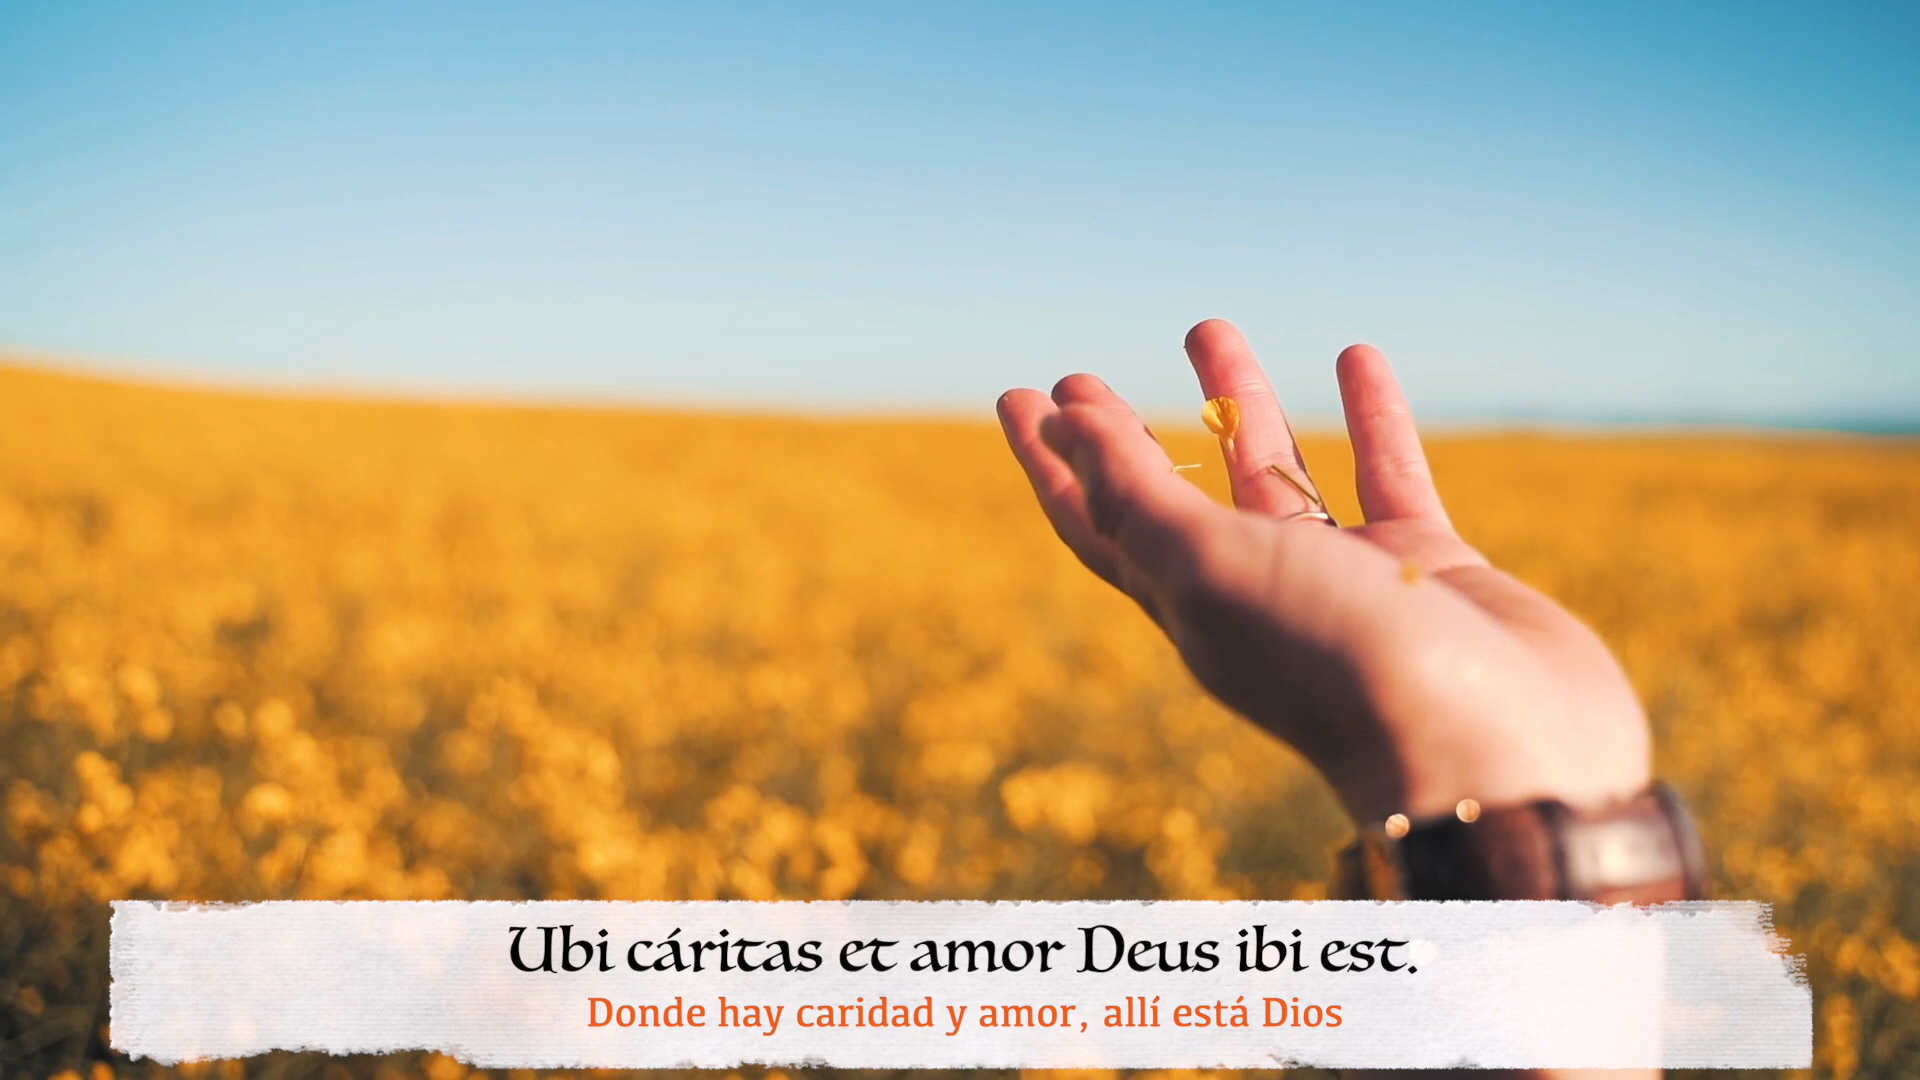 Ubi cáritas et amor Deus ibi est.
Donde hay caridad y amor, allí está Dios